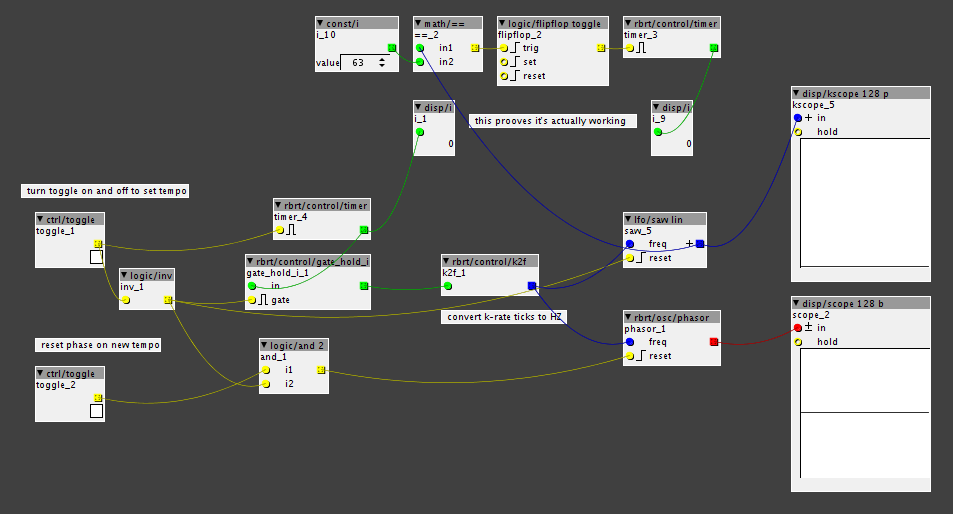 const/i
i_10
value 63
math/==
==_2
in1
in2
logic/flipflop toggle
flipflop_2
trig
set
reset
rbrt/control/timer
timer_3
disp/i
i_1
0
this prooves it's actually working
disp/i
i_9
0
disp/kscope 128 p
kscope_5
+ in
hold
turn toggle on and off to set tempo
ctrl/toggle
toggle_1
rbrt/control/timer
timer_4
lfo/saw lin
saw_5
freq ±
reset
logic/inv
inv_1
rbrt/control/gate_hold_i
gate_hold_i_1
in
gate
rbrt/control/k2f
k2f_1
convert k-rate ticks to HZ
disp/scope 128 b
scope_2
± in
hold
rbrt/osc/phasor
phasor_1
freq
reset
reset phase on new tempo
logic/and 2
and_1
i1
i2
ctrl/toggle
toggle_2